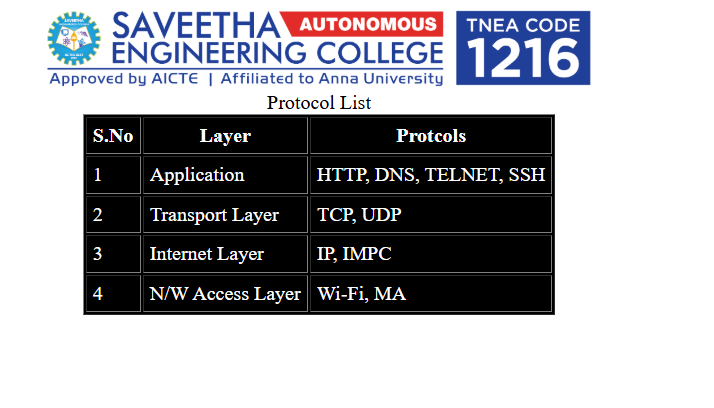 SAVEETHA AUTONOMOUS
ENGINEERING COLLEGE
Approved by AICTE | Affiliated to Anna University
TNEA CODE
1216
Protocol List
S.No Layer Protcols
1 Application HTTP, DNS, TELNET, SSH
2 Transport Layer TCP, UDP
3 Internet Layer IP, IMPC
4 N/W Access Layer Wi-Fi, MA